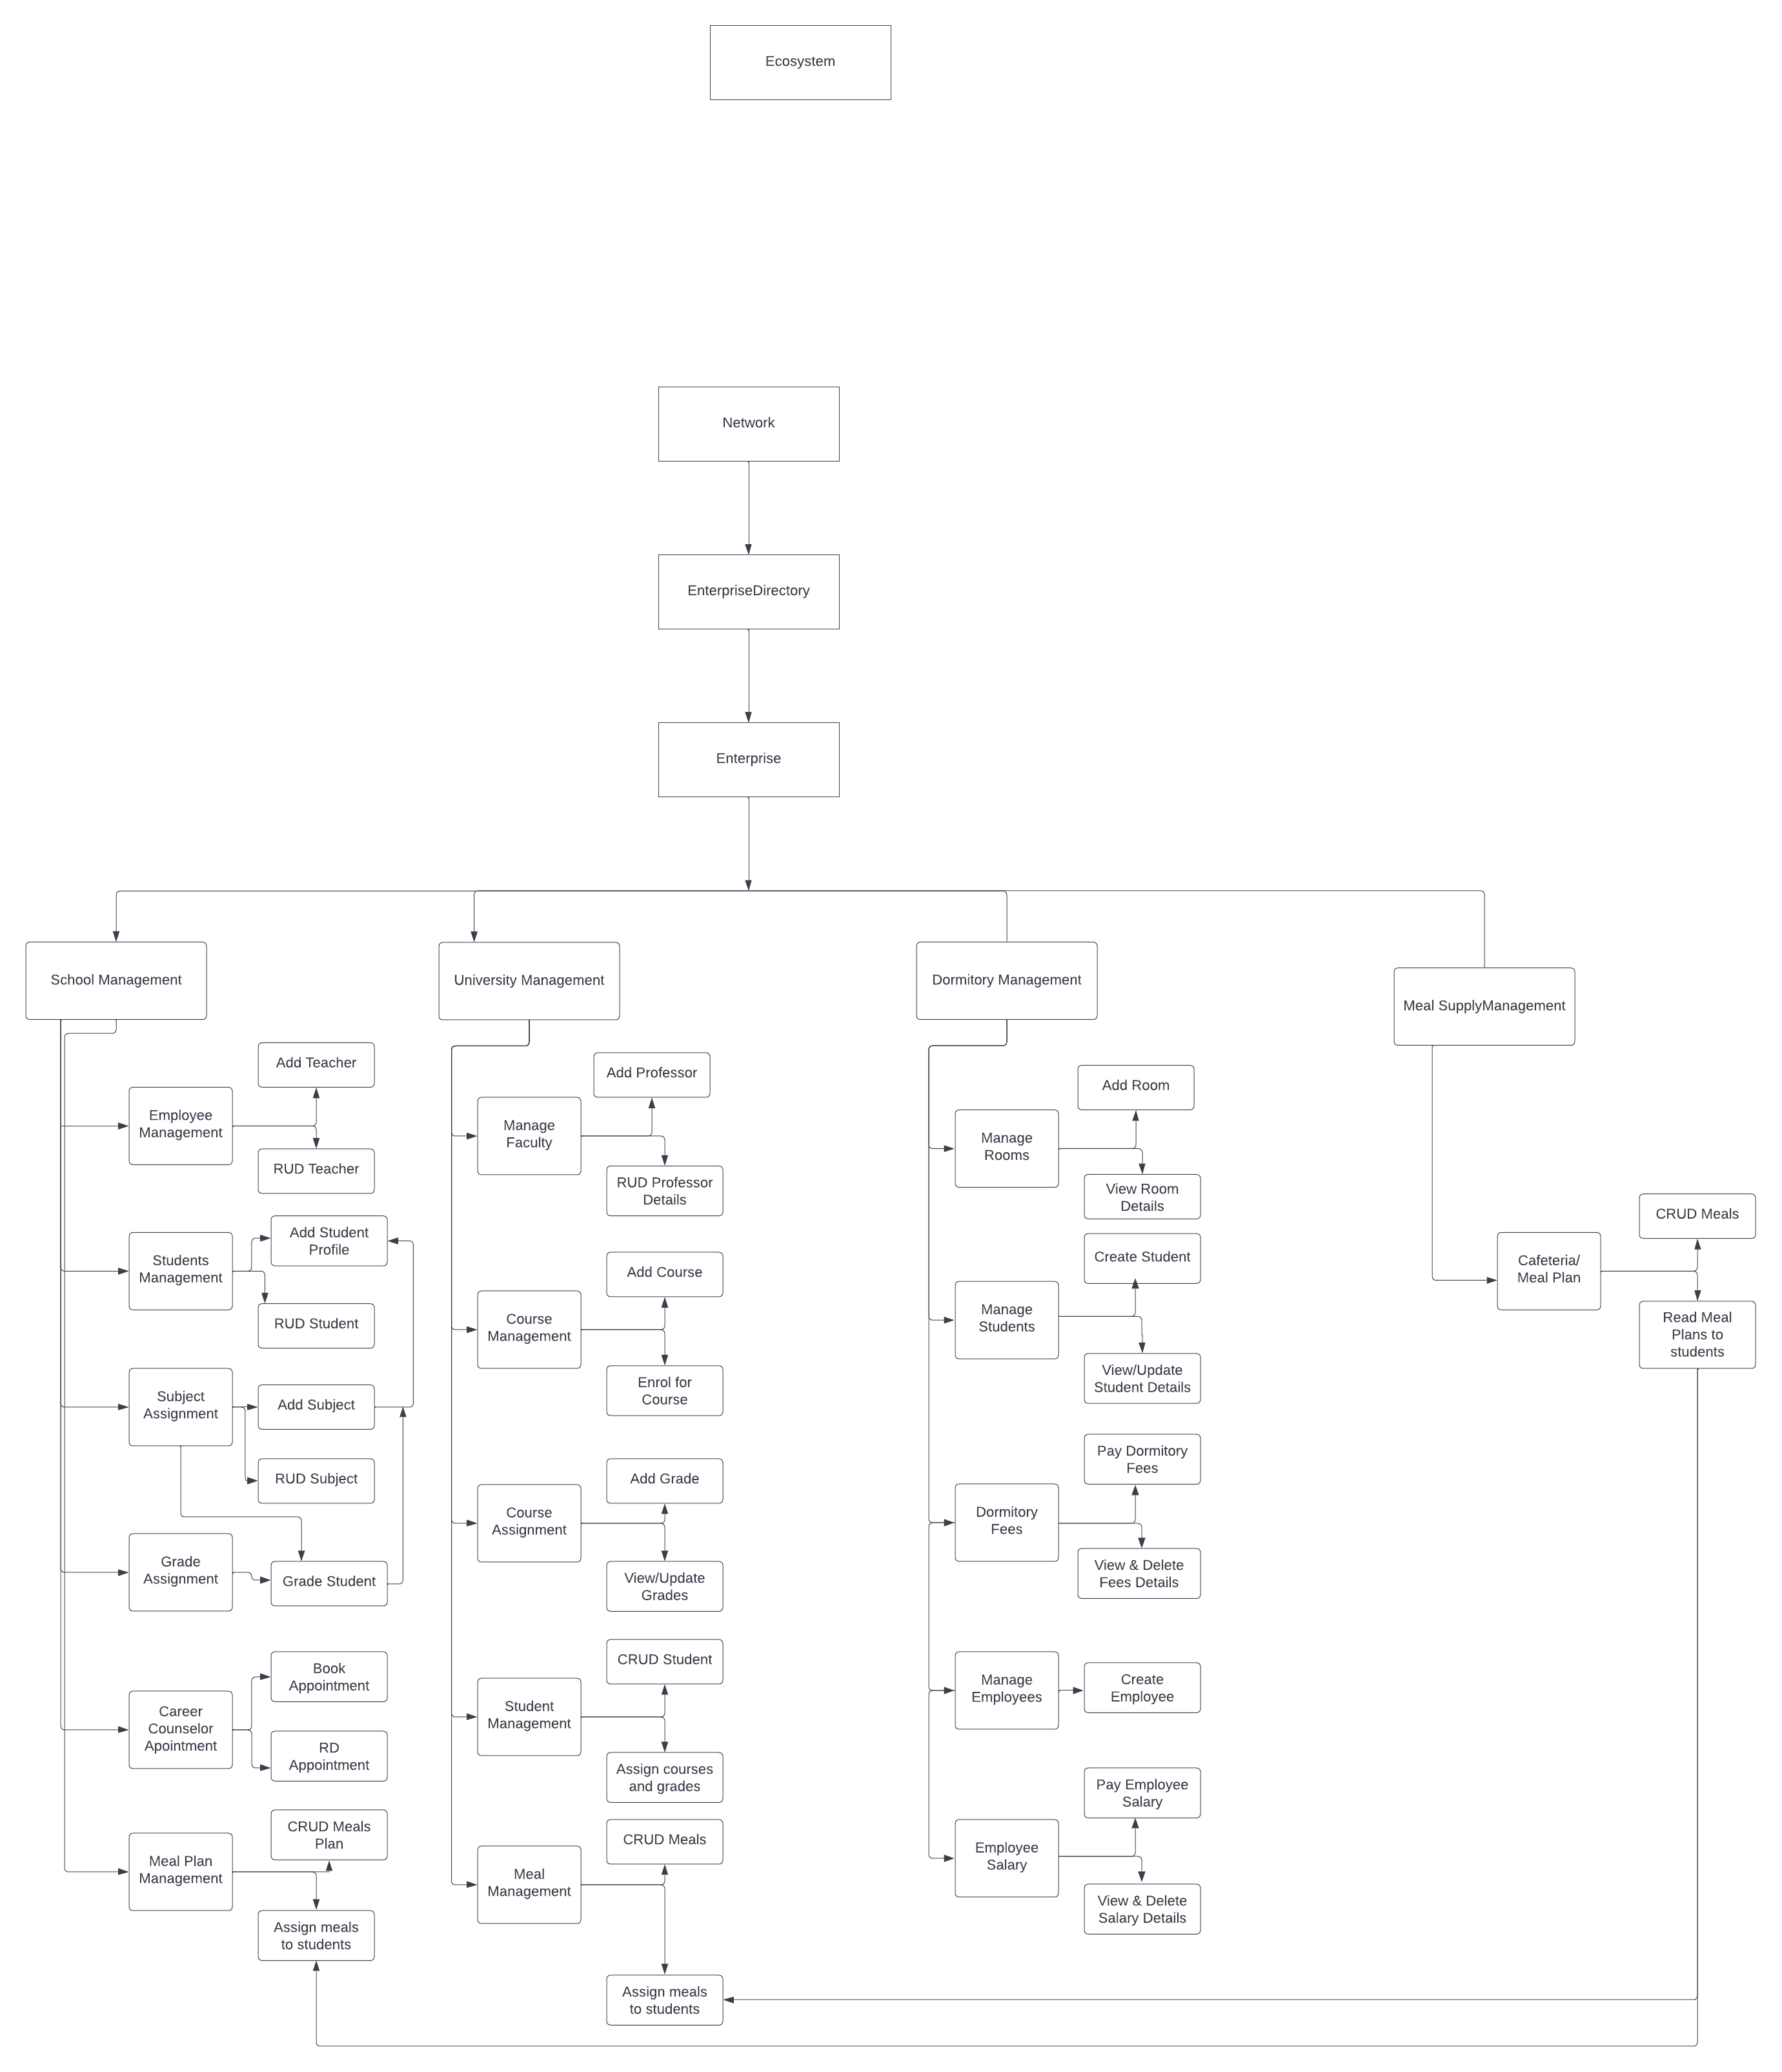 Ecosystem
Network
EnterpriseDirectory
Enterprise
School Management
University Management
Dormitory Management
Meal SupplyManagement
Add Teacher
Employee
Management
RUD Teacher
Add Student
Profile
Students
Management
RUD Student
Subject
Assignment
Add Subject
RUD Subject
Grade
Assignment
Grade Student
Book
Appointment
Career
Counselor
Apointment
RD
Appointment
CRUD Meals
Plan
Meal Plan
Management
Assign meals
to students
Add Professor
Manage
Faculty
RUD Professor
Details
Add Course
Course
Management
Enrol for
Course
Add Grade
Course
Assignment
View/Update
Grades
CRUD Student
Student
Management
Assign courses
and grades
CRUD Meals
Meal
Management
Assign meals
to students
Add Room
Manage
Rooms
View Room
Details
Create Student
Manage
Students
View/Update
Student Details
Pay Dormitory
Fees
Dormitory
Fees
View & Delete
Fees Details
Manage
Employees
Create
Employee
Pay Employee
Salary
Employee
Salary
View & Delete
Salary Details
CRUD Meals
Cafeteria/
Meal Plan
Read Meal
Plans to
students